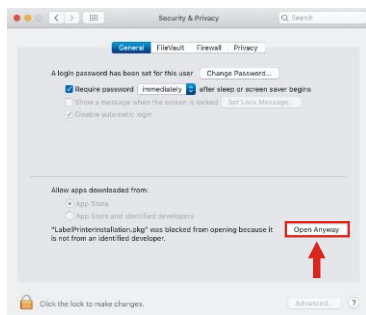 Security & Privacy
Search
General FileVault Firewall Privacy
A login password has been set for this user Change Password...
Require password immediately after sleep or screen saver begins
Show a message when the screen is locked Set Lock Message...
Disable automatic login
Allow apps downloaded from:
App Store
App Store and identified developers
"LabelPrinterInstallation.pkg" was blocked from opening because it Open Anyway
is not from an identified developer.
Click the lock to make changes. Advanced... ?